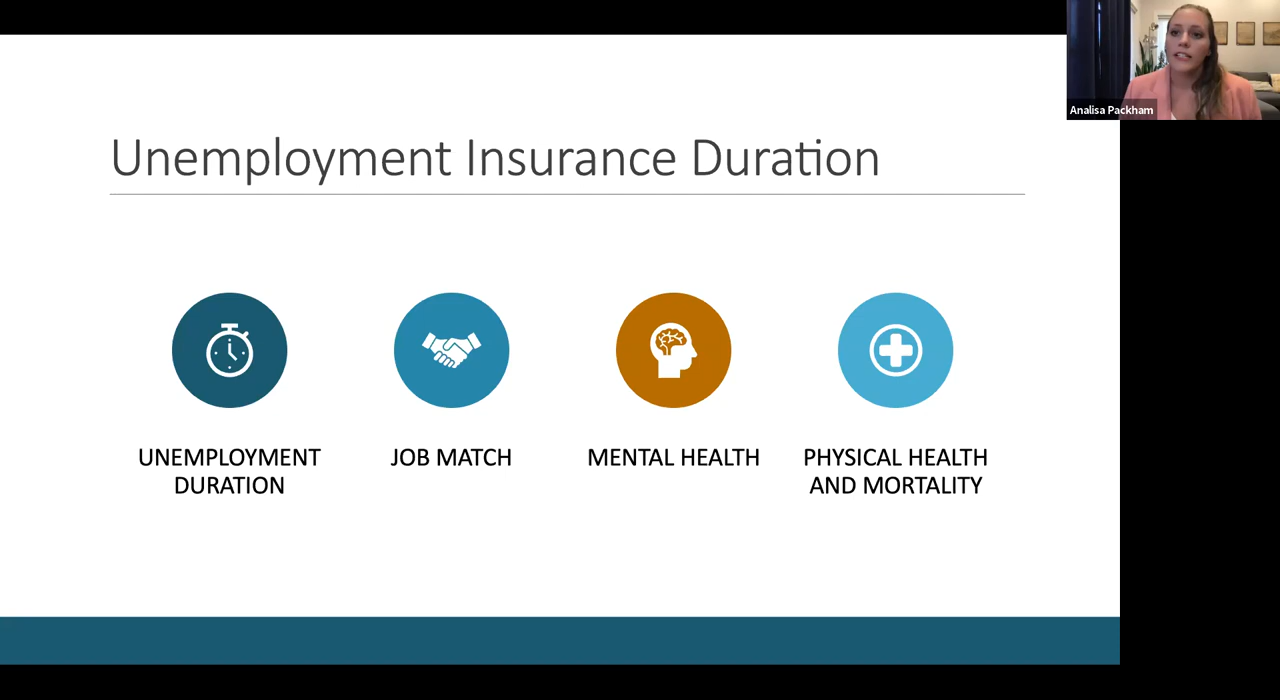 Analisa Packham
Unemployment Insurance Duration
UNEMPLOYMENT
DURATION
JOB MATCH
MENTAL HEALTH
PHYSICAL HEALTH
AND MORTALITY